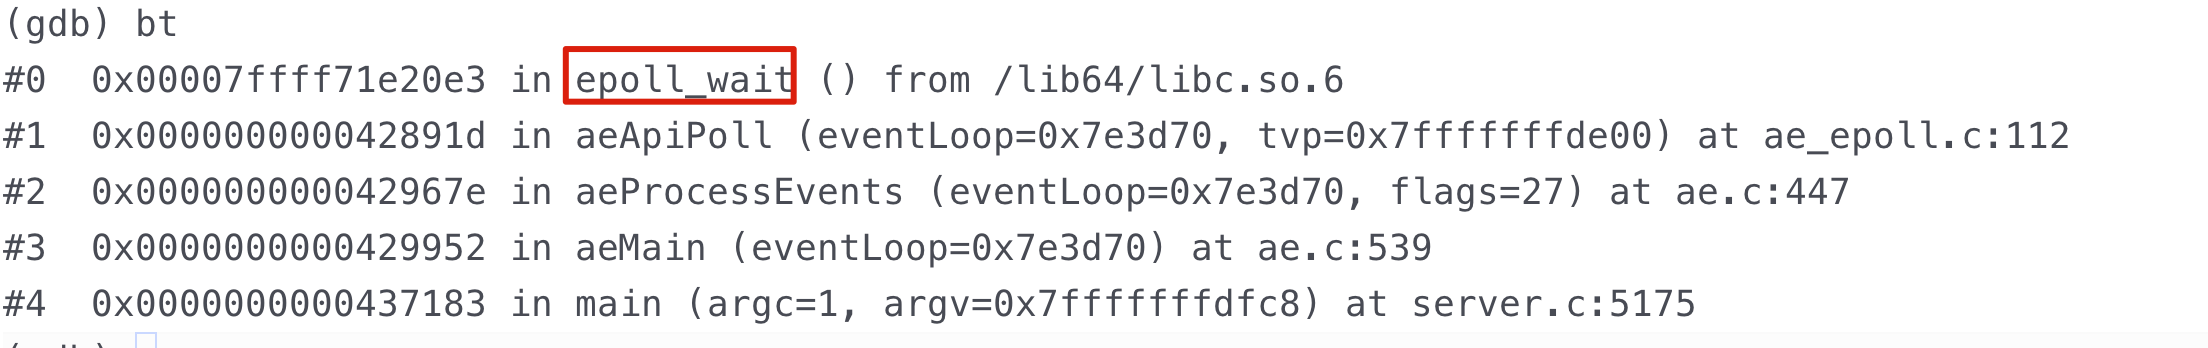 (gdb) bt
#0  0x00007ffff71e20e3 in epoll_wait () from /lib64/libc.so.6
#1  0x000000000042891d in aeApiPoll (eventLoop=0x7e3d70, tvp=0x7fffffffde00) at ae_epoll.c:112
#2  0x000000000042967e in aeProcessEvents (eventLoop=0x7e3d70, flags=27) at ae.c:447
#3  0x0000000000429952 in aeMain (eventLoop=0x7e3d70) at ae.c:539
#4  0x0000000000437183 in main (argc=1, argv=0x7fffffffdfc8) at server.c:5175